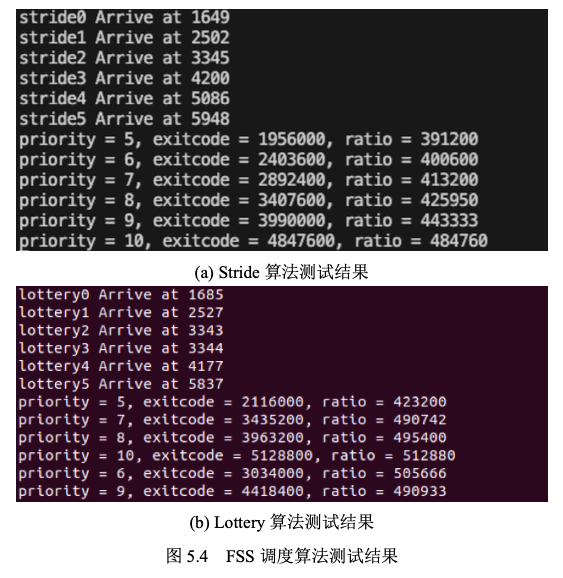 stride0 Arrive at 1649
stride1 Arrive at 2502
stride2 Arrive at 3345
stride3 Arrive at 4200
stride4 Arrive at 5086
stride5 Arrive at 5948
priority = 5, exitcode = 1956000, ratio = 391200
priority = 6, exitcode = 2403600, ratio = 400600
priority = 7, exitcode = 2892400, ratio = 413200
priority = 8, exitcode = 3407600, ratio = 425950
priority = 9, exitcode = 3990000, ratio = 443333
priority = 10, exitcode = 4847600, ratio = 484760
(a) Stride 算法测试结果
lottery0 Arrive at 1685
lottery1 Arrive at 2527
lottery2 Arrive at 3343
lottery3 Arrive at 3344
lottery4 Arrive at 4177
lottery5 Arrive at 5837
priority = 5, exitcode = 2116000, ratio = 423200
priority = 7, exitcode = 3435200, ratio = 490742
priority = 8, exitcode = 3963200, ratio = 495400
priority = 10, exitcode = 5128800, ratio = 512880
priority = 6, exitcode = 3034000, ratio = 505666
priority = 9, exitcode = 4418400, ratio = 490933
(b) Lottery 算法测试结果
图 5.4 FSS 调度算法测试结果